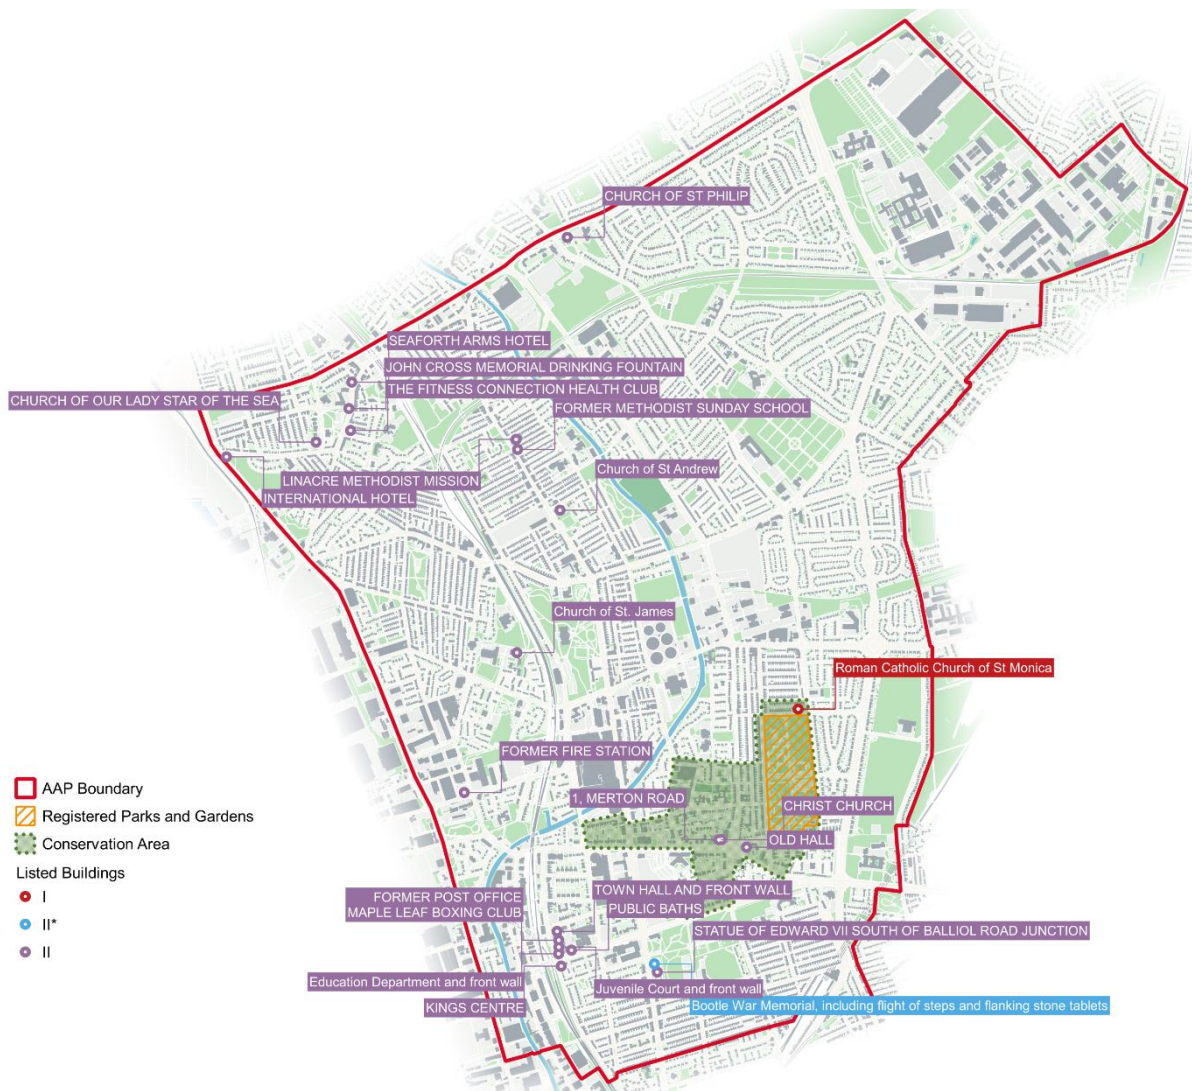 CHURCH OF ST PHILIP
SEAFORTH ARMS HOTEL
JOHN CROSS MEMORIAL DRINKING FOUNTAIN
THE FITNESS CONNECTION HEALTH CLUB
CHURCH OF OUR LADY STAR OF THE SEA
FORMER METHODIST SUNDAY SCHOOL
LINACRE METHODIST MISSION
INTERNATIONAL HOTEL
Church of St Andrew
Church of St. James
Roman Catholic Church of St Monica
FORMER FIRE STATION
1, MERTON ROAD
CHRIST CHURCH
OLD HALL
TOWN HALL AND FRONT WALL
FORMER POST OFFICE
MAPLE LEAF BOXING CLUB
PUBLIC BATHS
STATUE OF EDWARD VII SOUTH OF BALLIOL ROAD JUNCTION
Education Department and front wall
Juvenile Court and front wall
KINGS CENTRE
Bootle War Memorial, including flight of steps and flanking stone tablets
AAP Boundary
Registered Parks and Gardens
Conservation Area
Listed Buildings
I
II*
II